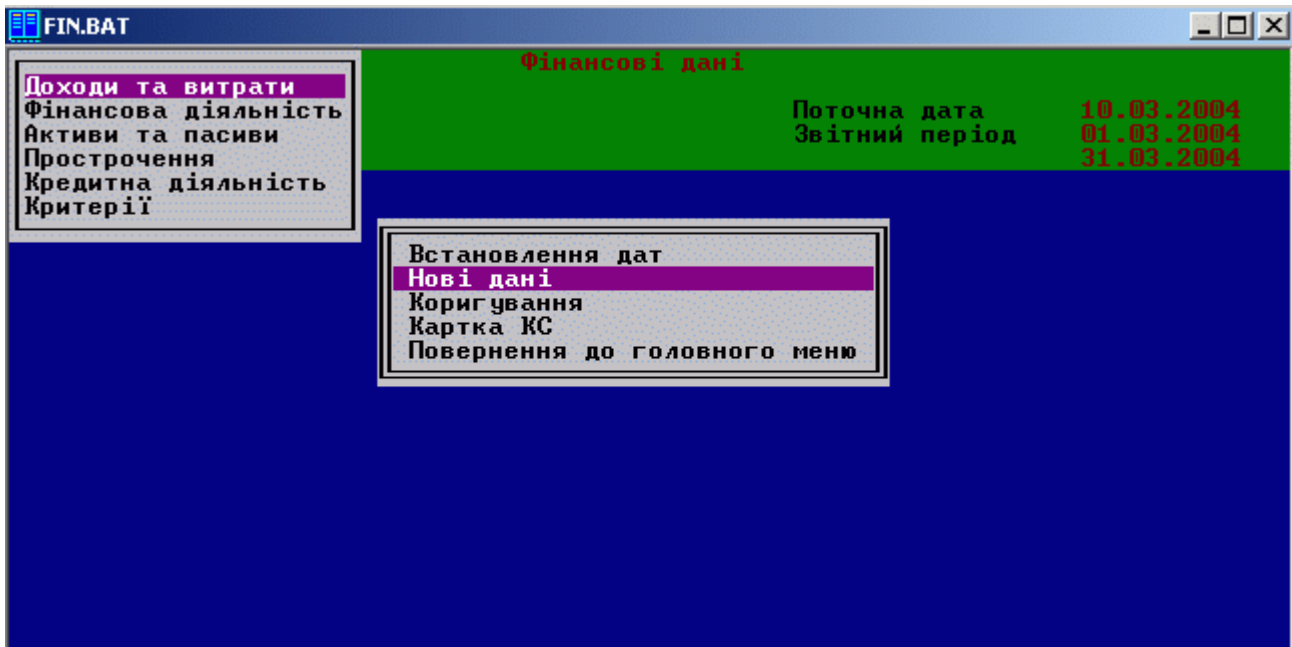 FIN.BAT
Фінансові дані
Доходи та витрати
Фінансова діяльність
Активи та пасиви
Прострочення
Кредитна діяльність
Критерії
Поточна дата 10.03.2004
Звітний період 01.03.2004
31.03.2004
Встановлення дат
Нові дані
Коригування
Картка КС
Повернення до головного меню